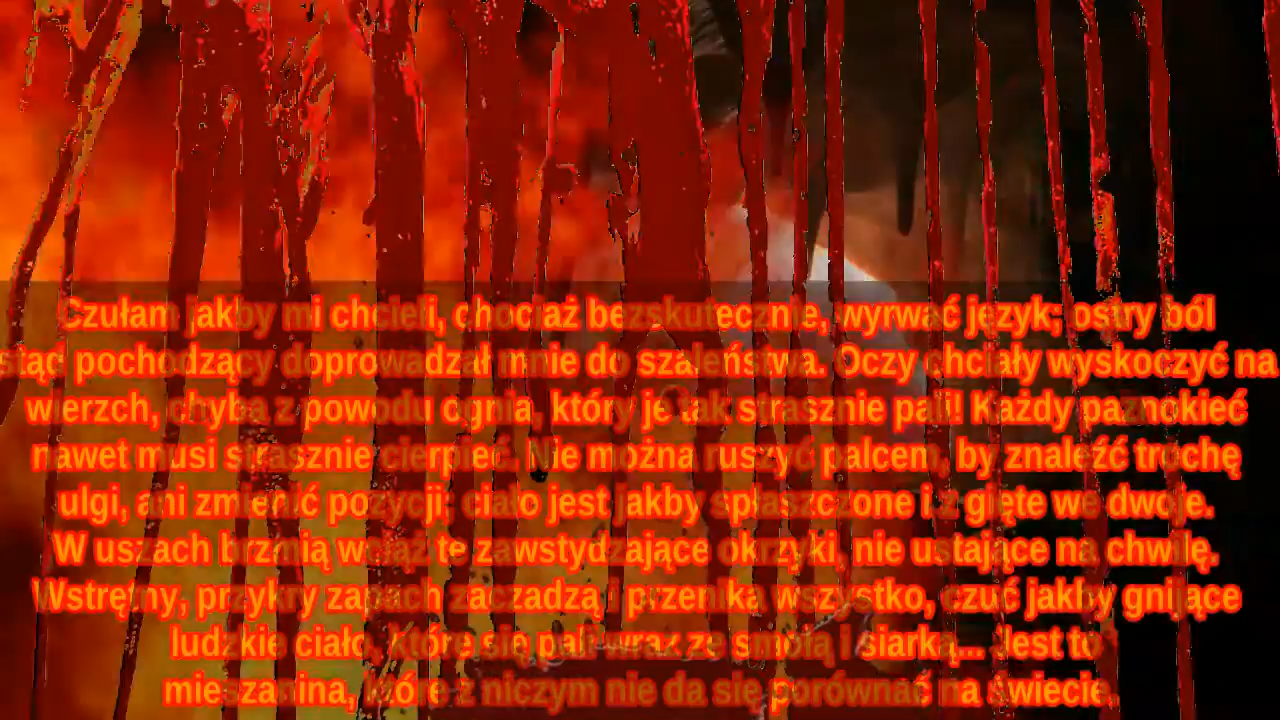 Czułam jakby mi chcieli, chociaż bezskutecznie, wyrwać język; ostry ból
stąd pochodzący doprowadzał mnie do szaleństwa. Oczy chciały wyskoczyć na
wierzch, chyba z powodu ognia, który je tak strasznie pali! Każdy paznokieć
nawet musi strasznie cierpieć. Nie można ruszyć palcem, by znaleźć trochę
ulgi, ani zmienić pozycji; ciało jest jakby spłaszczone i zgięte we dwoje.
W uszach brzmią wciąż te zawstydzające okrzyki, nie ustające na chwilę.
Wstrętny, przykry zapach zaczadza i przenika wszystko, czuć jakby gnijące
ludzkie ciało, które się pali wraz ze smołą i siarką... Jest to
mieszanina, której z niczym nie da się porównać na świecie.